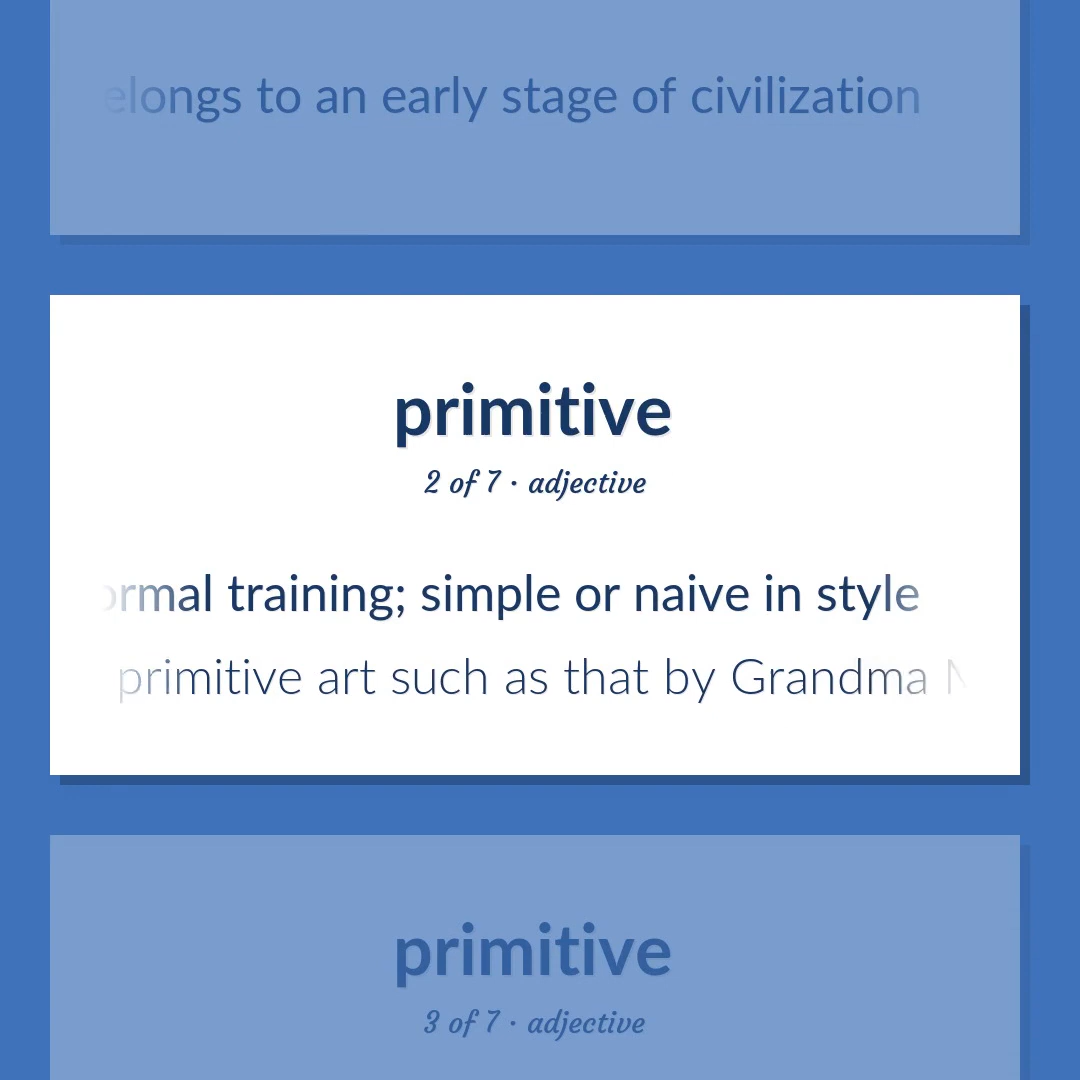 elongs to an early stage of civilization
primitive
2 of 7 · adjective
ormal training; simple or naive in style
primitive art such as that by Grandma
primitive
3 of 7 · adjective